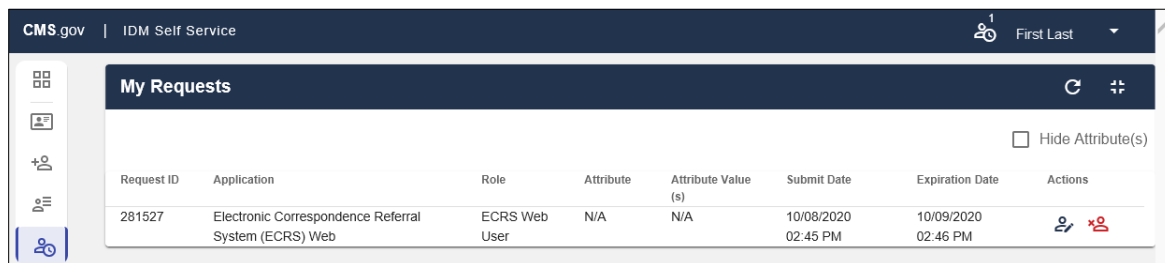 1
CMS.gov | IDM Self Service First Last
My Requests
Hide Attribute(s)
Request ID Application Role Attribute Attribute Value Submit Date Expiration Date Actions
(s)
281527 Electronic Correspondence Referral ECRS Web N/A N/A 10/08/2020 10/09/2020
System (ECRS) Web User 02:45 PM 02:46 PM